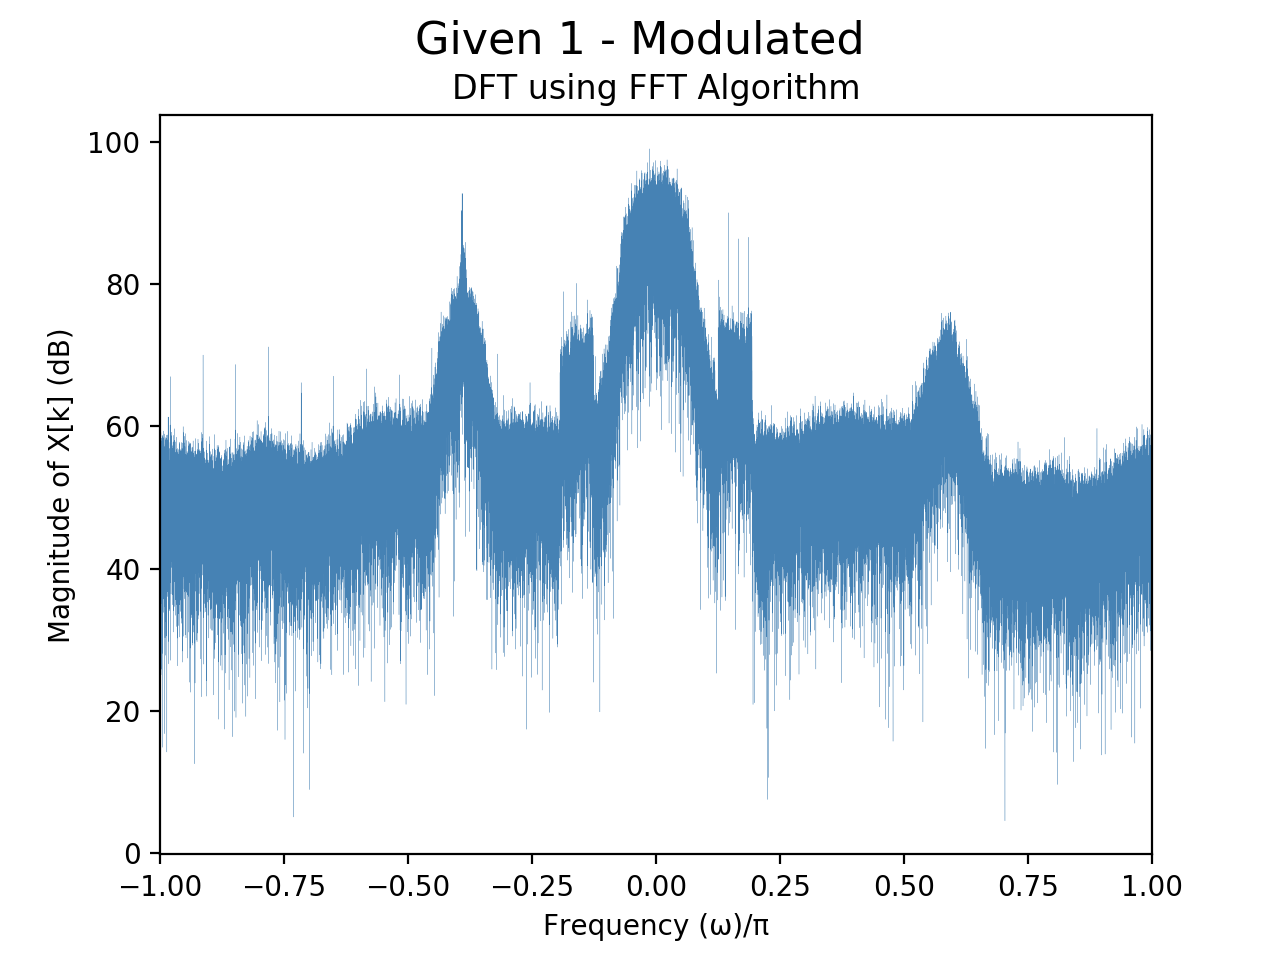 Given 1 - Modulated
DFT using FFT Algorithm
Magnitude of X[k] (dB)
100
80
60
40
20
0
−1.00 −0.75 −0.50 −0.25 0.00 0.25 0.50 0.75 1.00
Frequency (ω)/π